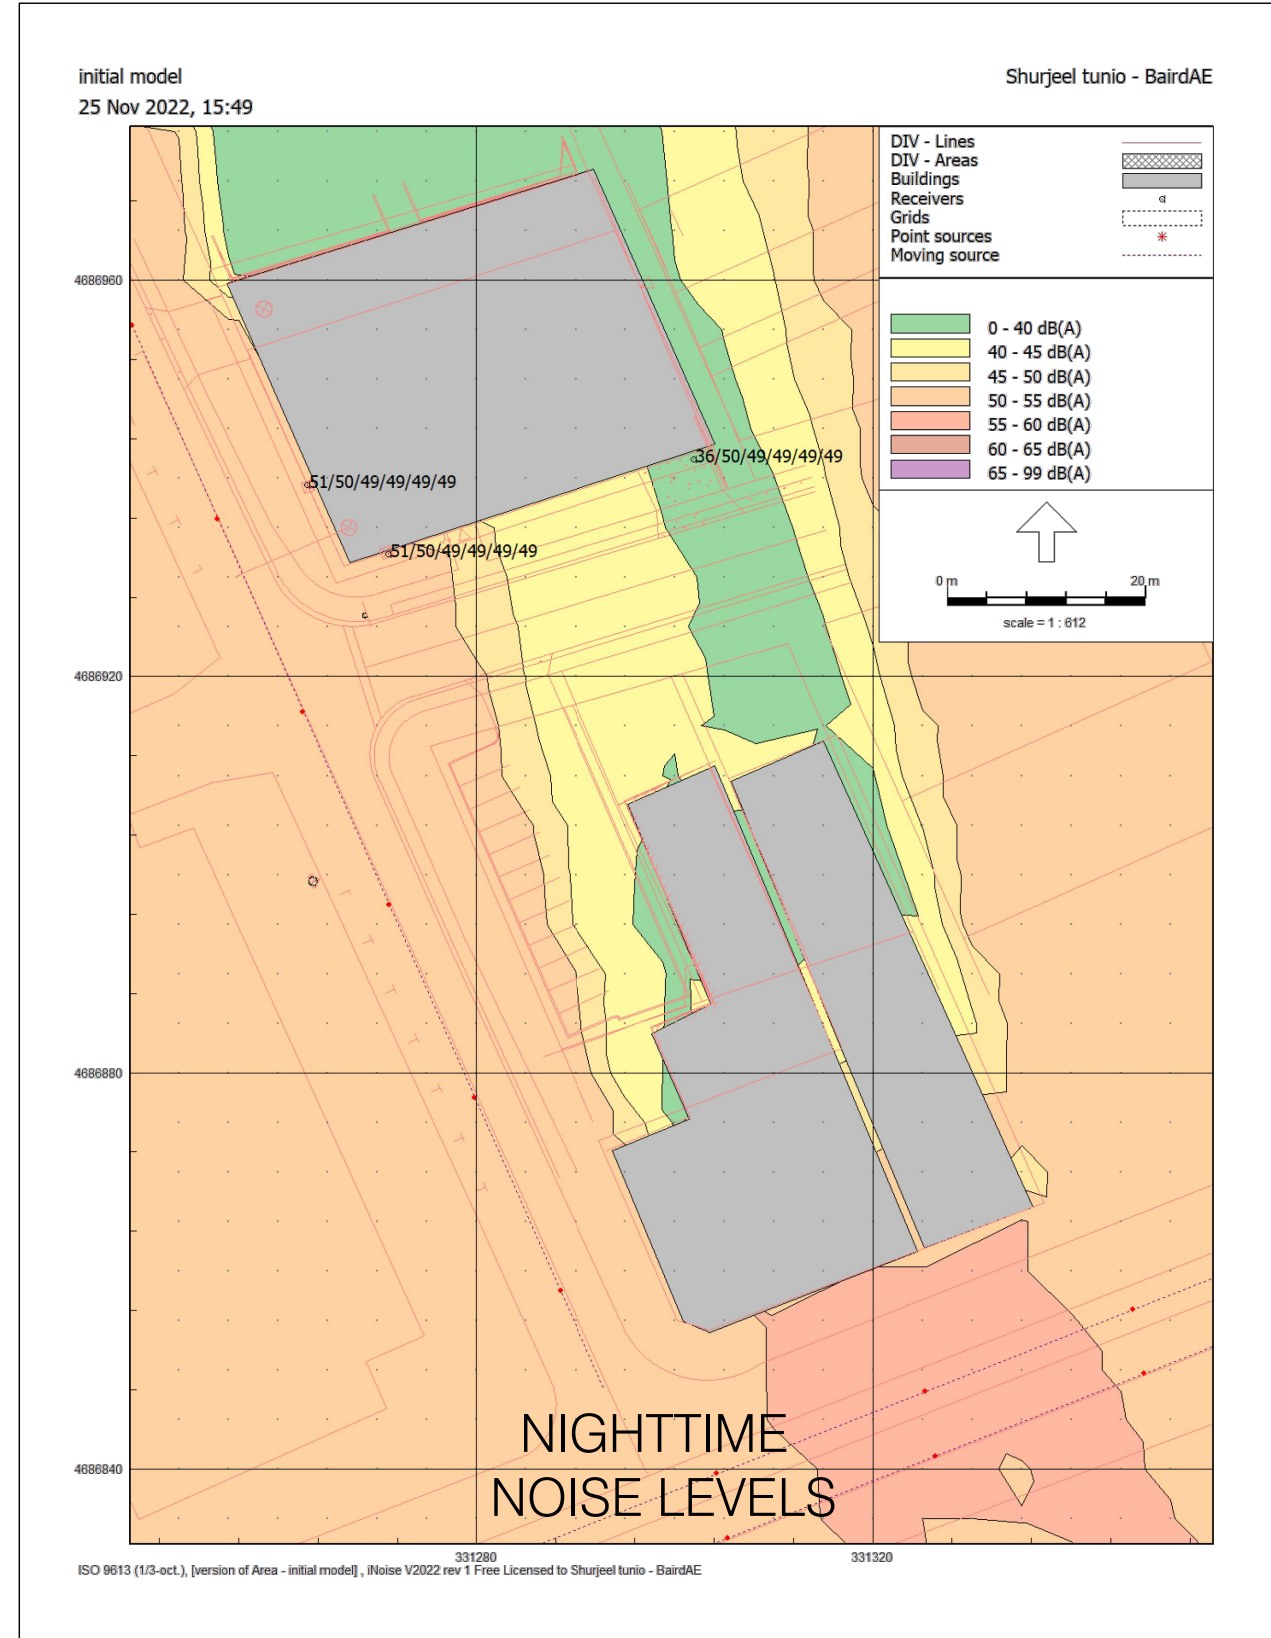 initial model
Shurjeel tunio - BairdAE
25 Nov 2022, 15:49
DIV - Lines
DIV - Areas
Buildings
Receivers
Grids
Point sources
Moving source
4686960
0 - 40 dB(A)
40 - 45 dB(A)
45 - 50 dB(A)
50 - 55 dB(A)
55 - 60 dB(A)
60 - 65 dB(A)
65 - 99 dB(A)
36/50/49/49/49/49
51/50/49/49/49/49
51/50/49/49/49/49
0 m
20 m
scale = 1 : 612
4686920
4686880
NIGHTTIME
NOISE LEVELS
4686840
331280
331320
ISO 9613 (1/3-oct.), [version of Area - initial model] , iNoise V2022 rev 1 Free Licensed to Shurjeel tunio - BairdAE